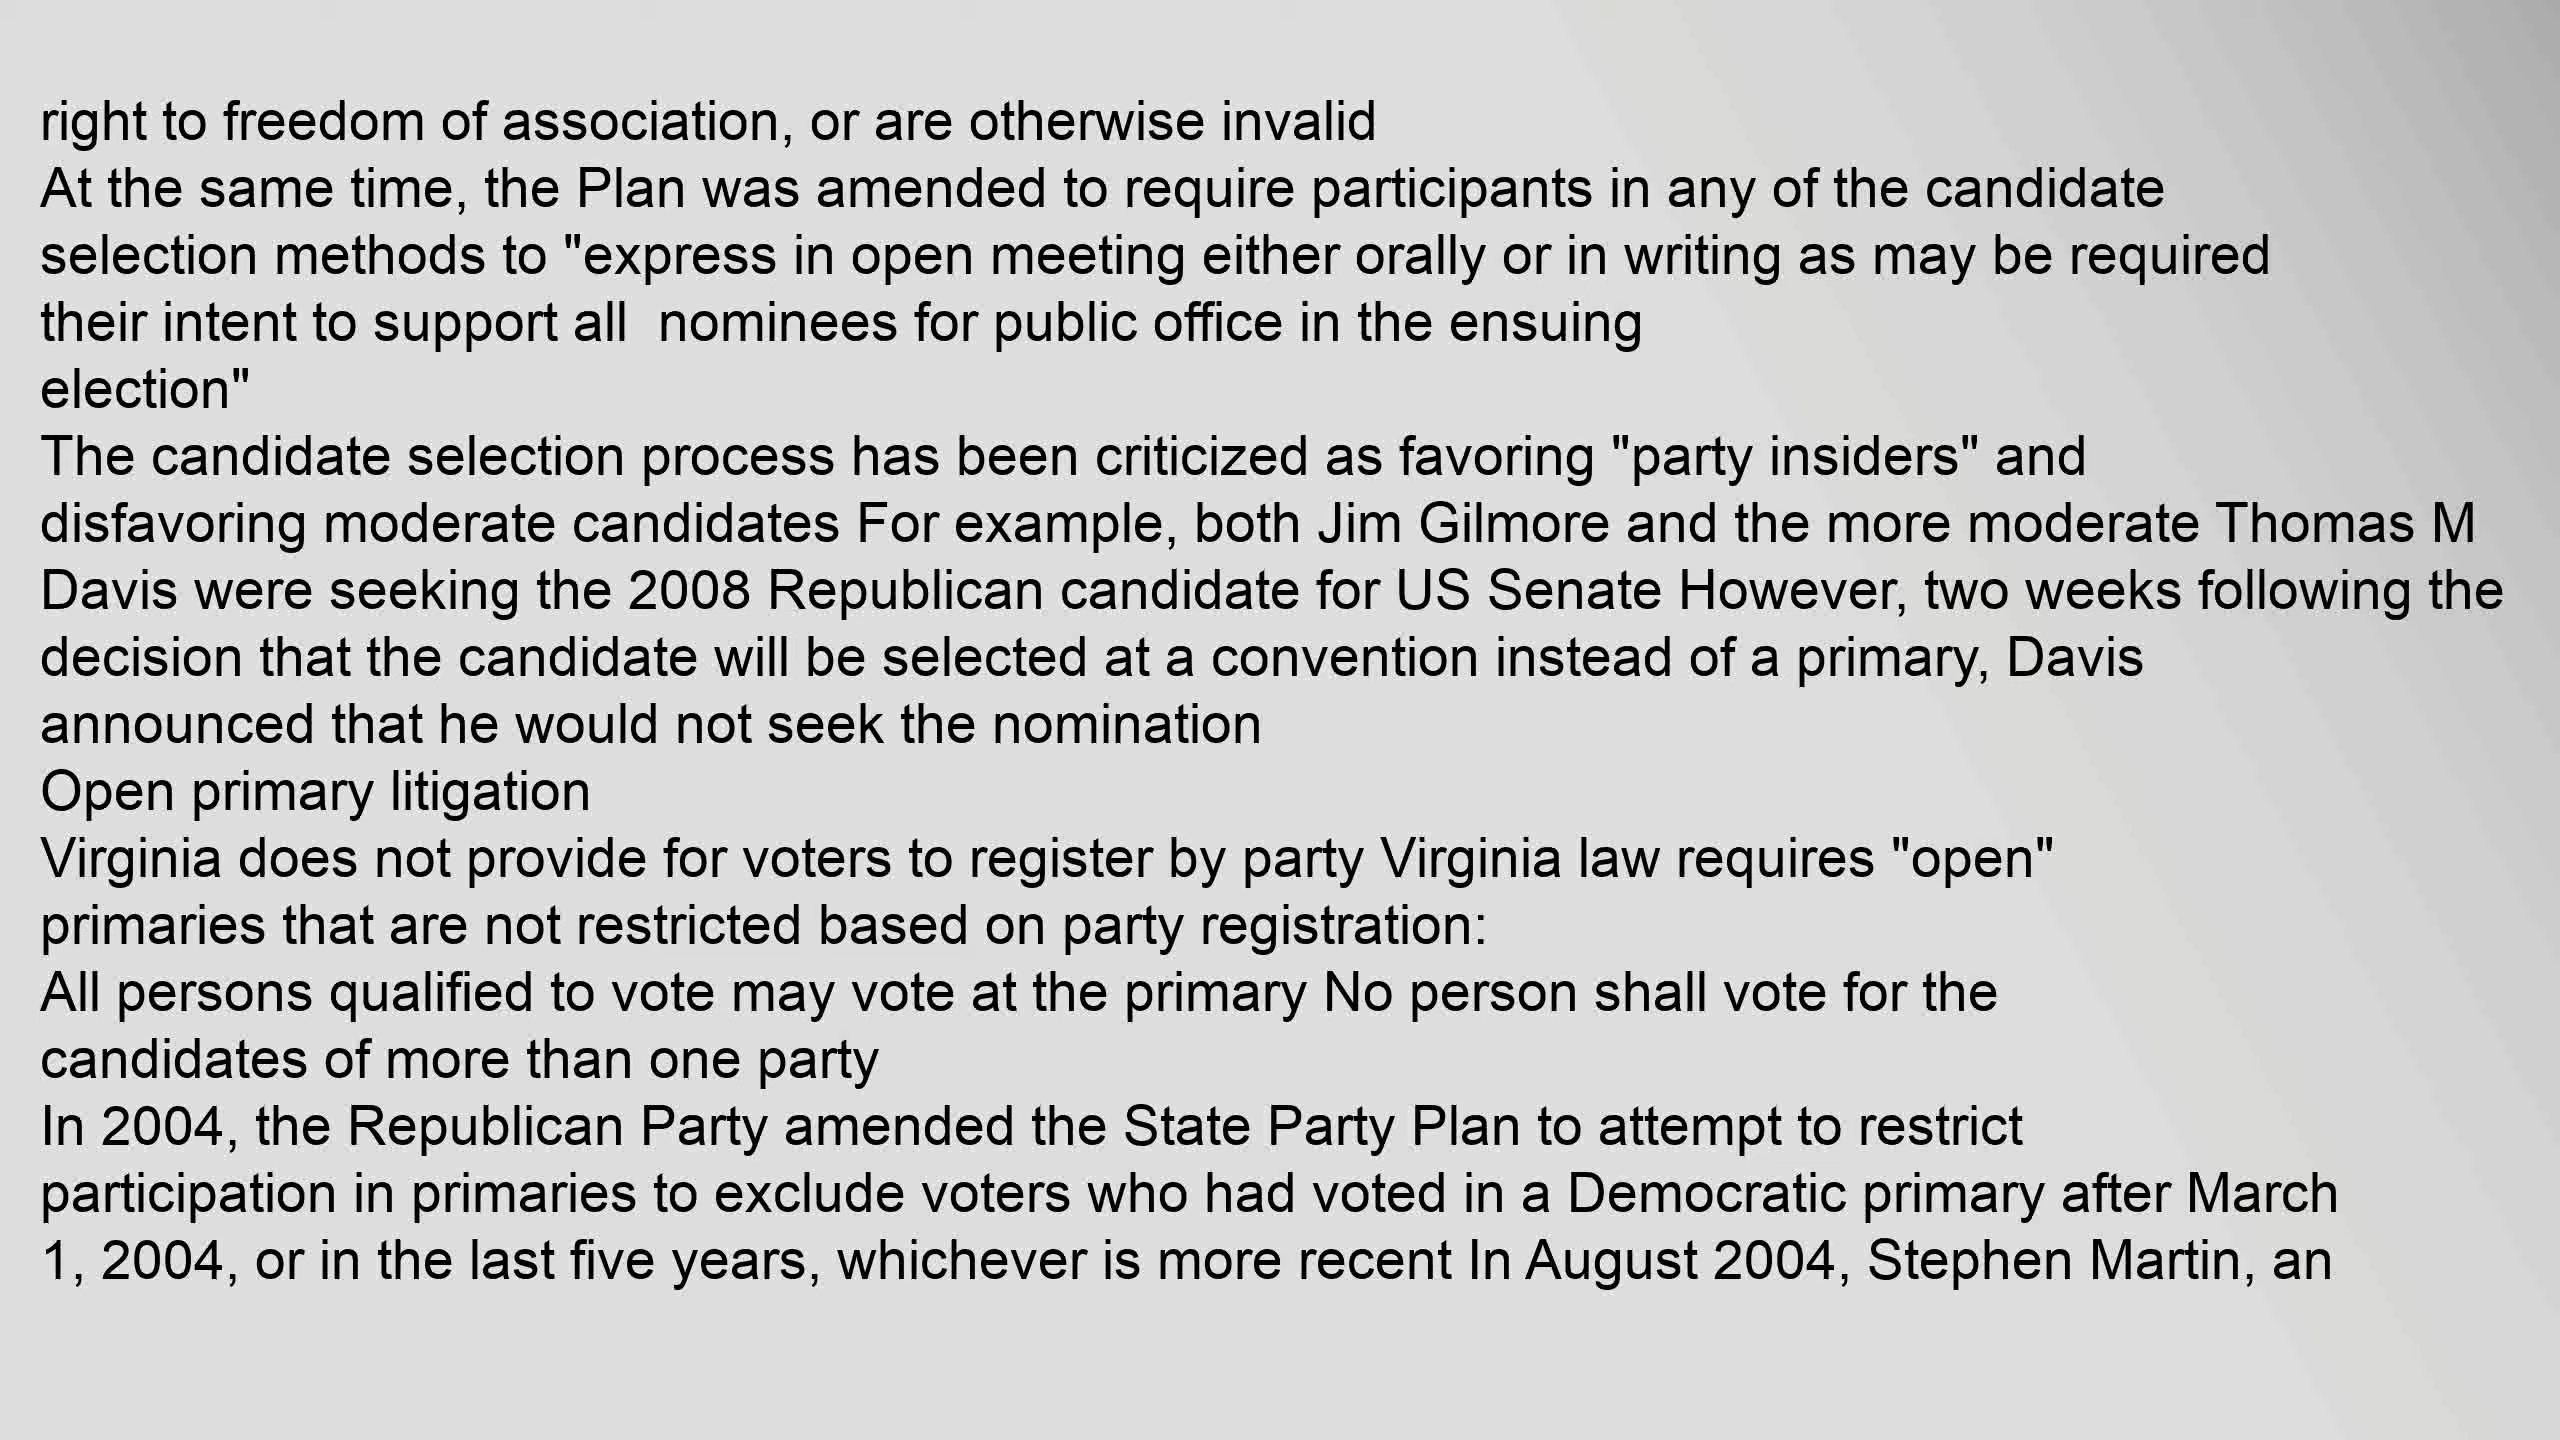 right to freedom of association, or are otherwise invalid
At the same time, the Plan was amended to require participants in any of the candidate
selection methods to "express in open meeting either orally or in writing as may be required
their intent to support all  nominees for public office in the ensuing
election"
The candidate selection process has been criticized as favoring "party insiders" and
disfavoring moderate candidates For example, both Jim Gilmore and the more moderate Thomas M
Davis were seeking the 2008 Republican candidate for US Senate However, two weeks following the
decision that the candidate will be selected at a convention instead of a primary, Davis
announced that he would not seek the nomination
Open primary litigation
Virginia does not provide for voters to register by party Virginia law requires "open"
primaries that are not restricted based on party registration:
All persons qualified to vote may vote at the primary No person shall vote for the
candidates of more than one party
In 2004, the Republican Party amended the State Party Plan to attempt to restrict
participation in primaries to exclude voters who had voted in a Democratic primary after March
1, 2004, or in the last five years, whichever is more recent In August 2004, Stephen Martin, an